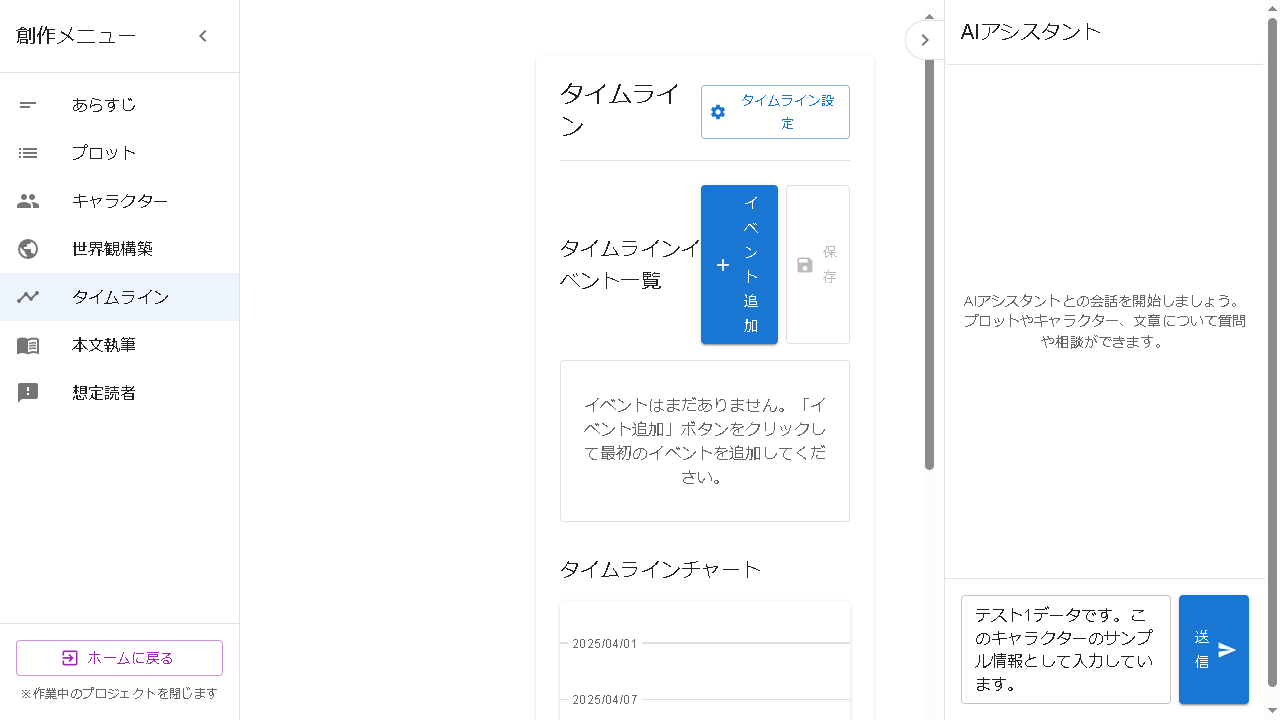 創作メニュー
あらすじ
プロット
キャラクター
世界観構築
タイムライン
本文執筆
想定読者
ホームに戻る
※作業中のプロジェクトを閉じます
タイムライ
ン
タイムライン設
定
タイムラインイ
ベント一覧
イ
ベ
ン
ト
追
加
保
存
イベントはまだありません。「イ
ベント追加」ボタンをクリックし
て最初のイベントを追加してくだ
さい。
タイムラインチャート
2025/04/01
2025/04/07
AIアシスタント
AIアシスタントとの会話を開始しましょう。
プロットやキャラクター、文章について質問
や相談ができます。
テスト1データです。こ
のキャラクターのサンプ
ル情報として入力してい
ます。
送
信